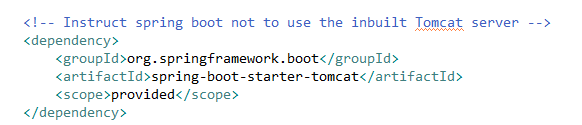 <!-- Instruct spring boot not to use the inbuilt Tomcat server -->
<dependency>
    <groupId>org.springframework.boot</groupId>
    <artifactId>spring-boot-starter-tomcat</artifactId>
    <scope>provided</scope>
</dependency>